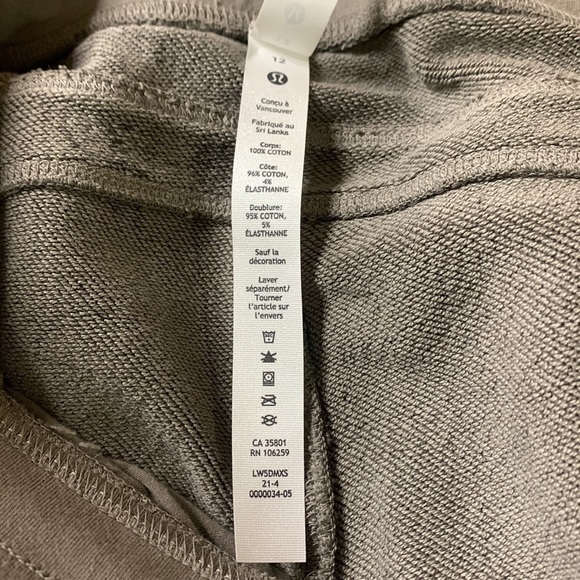 12
Conçu à
Vancouver
Fabriqué au
Sri Lanka
Corps:
100% COTON
Côte:
96% COTON,
4%
ÉLASTHANNE
Doublure:
95% COTON,
5%
ÉLASTHANNE
Sauf la
décoration
Laver
séparément/
Tourner
l'article sur
l'envers
CA 35801
RN 106259
LW5DMXS
21-4
0000034-05